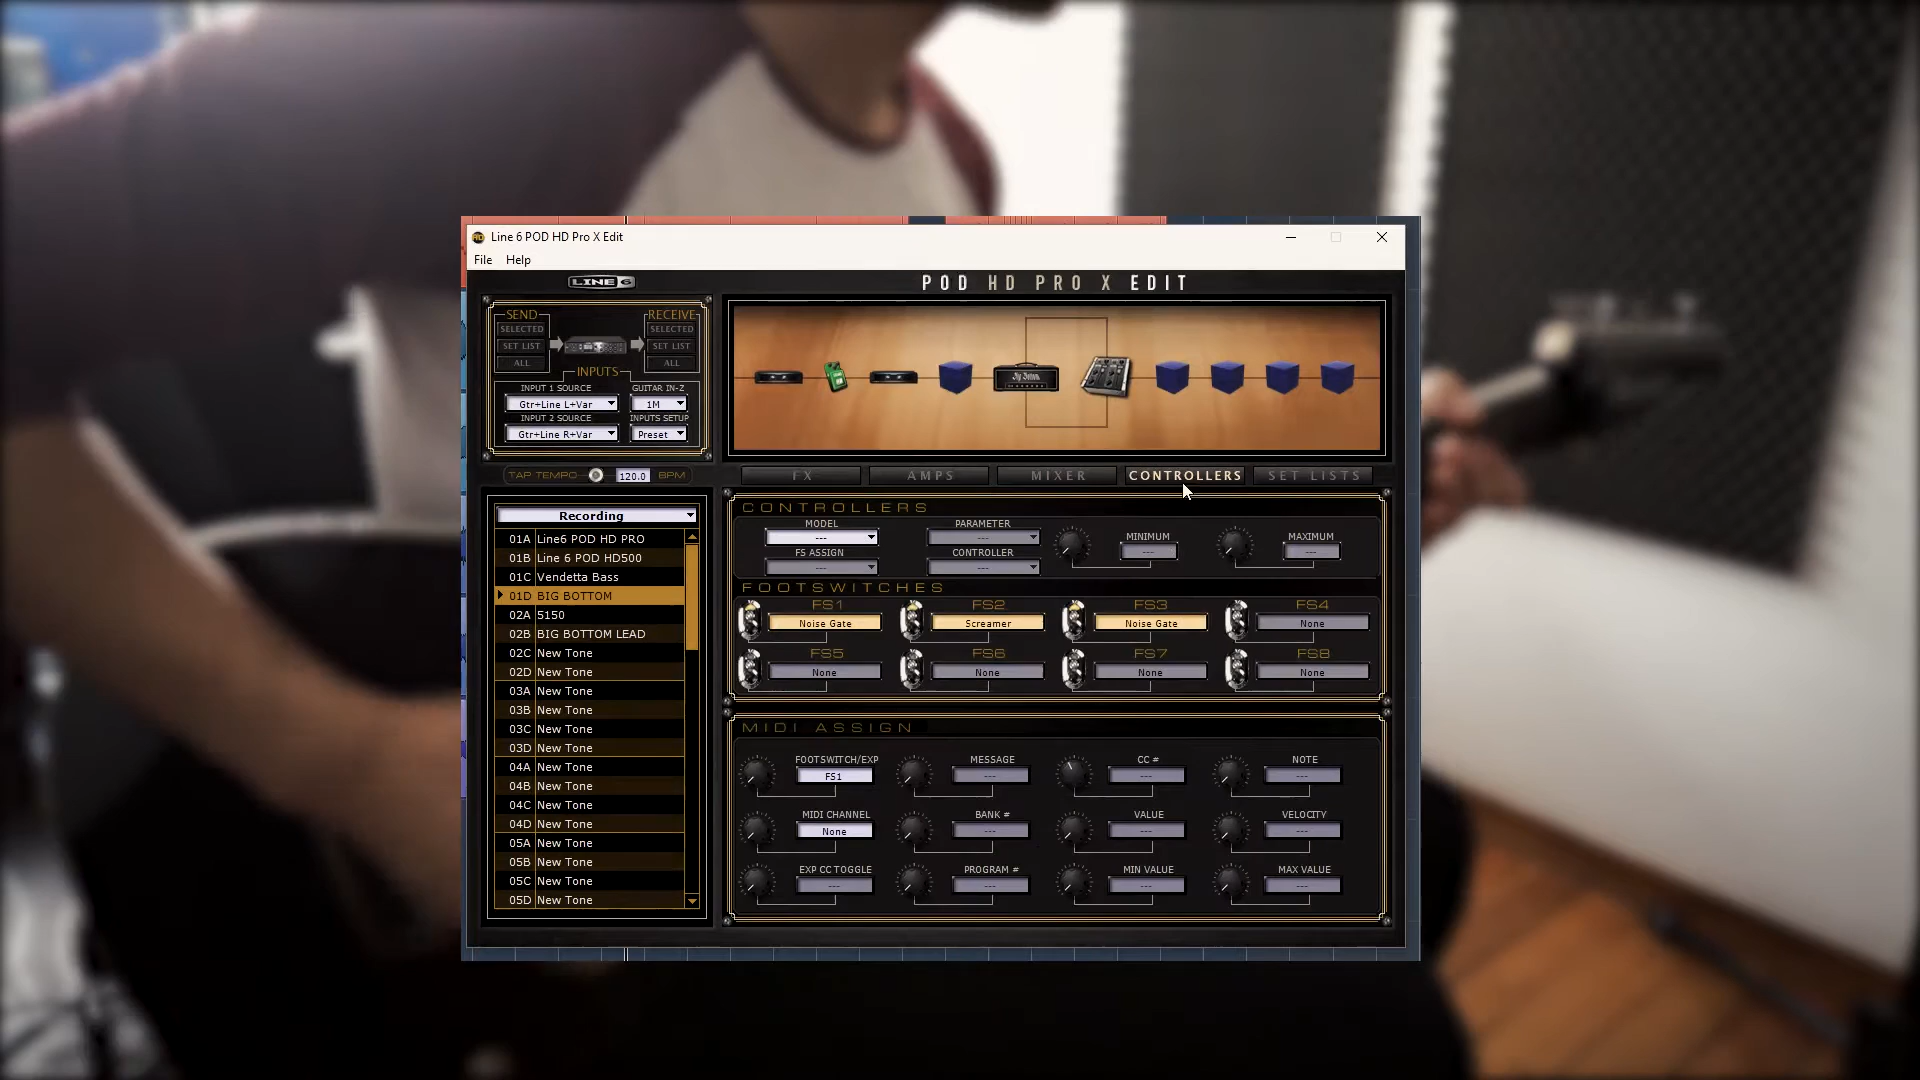 Line 6 POD HD Pro X Edit
File Help
LINE 6
POD HD PRO X EDIT
SEND
RECEIVE
SELECTED
SELECTED
SET LIST
SET LIST
ALL
ALL
INPUTS
INPUT 1 SOURCE
GUITAR IN-Z
Gtr+Line L+Var
1M
INPUT 2 SOURCE
INPUTS SETUP
Gtr+Line R+Var
Preset
TAP TEMPO
120.0
BPM
Big Bottom
FX
AMPS
MIXER
CONTROLLERS
SET LISTS
Recording
01A Line6 POD HD PRO
01B Line 6 POD HD500
01C Vendetta Bass
01D BIG BOTTOM
02A 5150
02B BIG BOTTOM LEAD
02C New Tone
02D New Tone
03A New Tone
03B New Tone
03C New Tone
03D New Tone
04A New Tone
04B New Tone
04C New Tone
04D New Tone
05A New Tone
05B New Tone
05C New Tone
05D New Tone
CONTROLLERS
MODEL
PARAMETER
MINIMUM
MAXIMUM
---
---
---
---
FS ASSIGN
CONTROLLER
---
---
FOOTSWITCHES
FS1
FS2
FS3
FS4
Noise Gate
Screamer
Noise Gate
None
FS5
FS6
FS7
FS8
None
None
None
None
MIDI ASSIGN
FOOTSWITCH/EXP
MESSAGE
CC #
NOTE
FS1
---
---
---
MIDI CHANNEL
BANK #
VALUE
VELOCITY
None
---
---
---
EXP CC TOGGLE
PROGRAM #
MIN VALUE
MAX VALUE
---
---
---
---